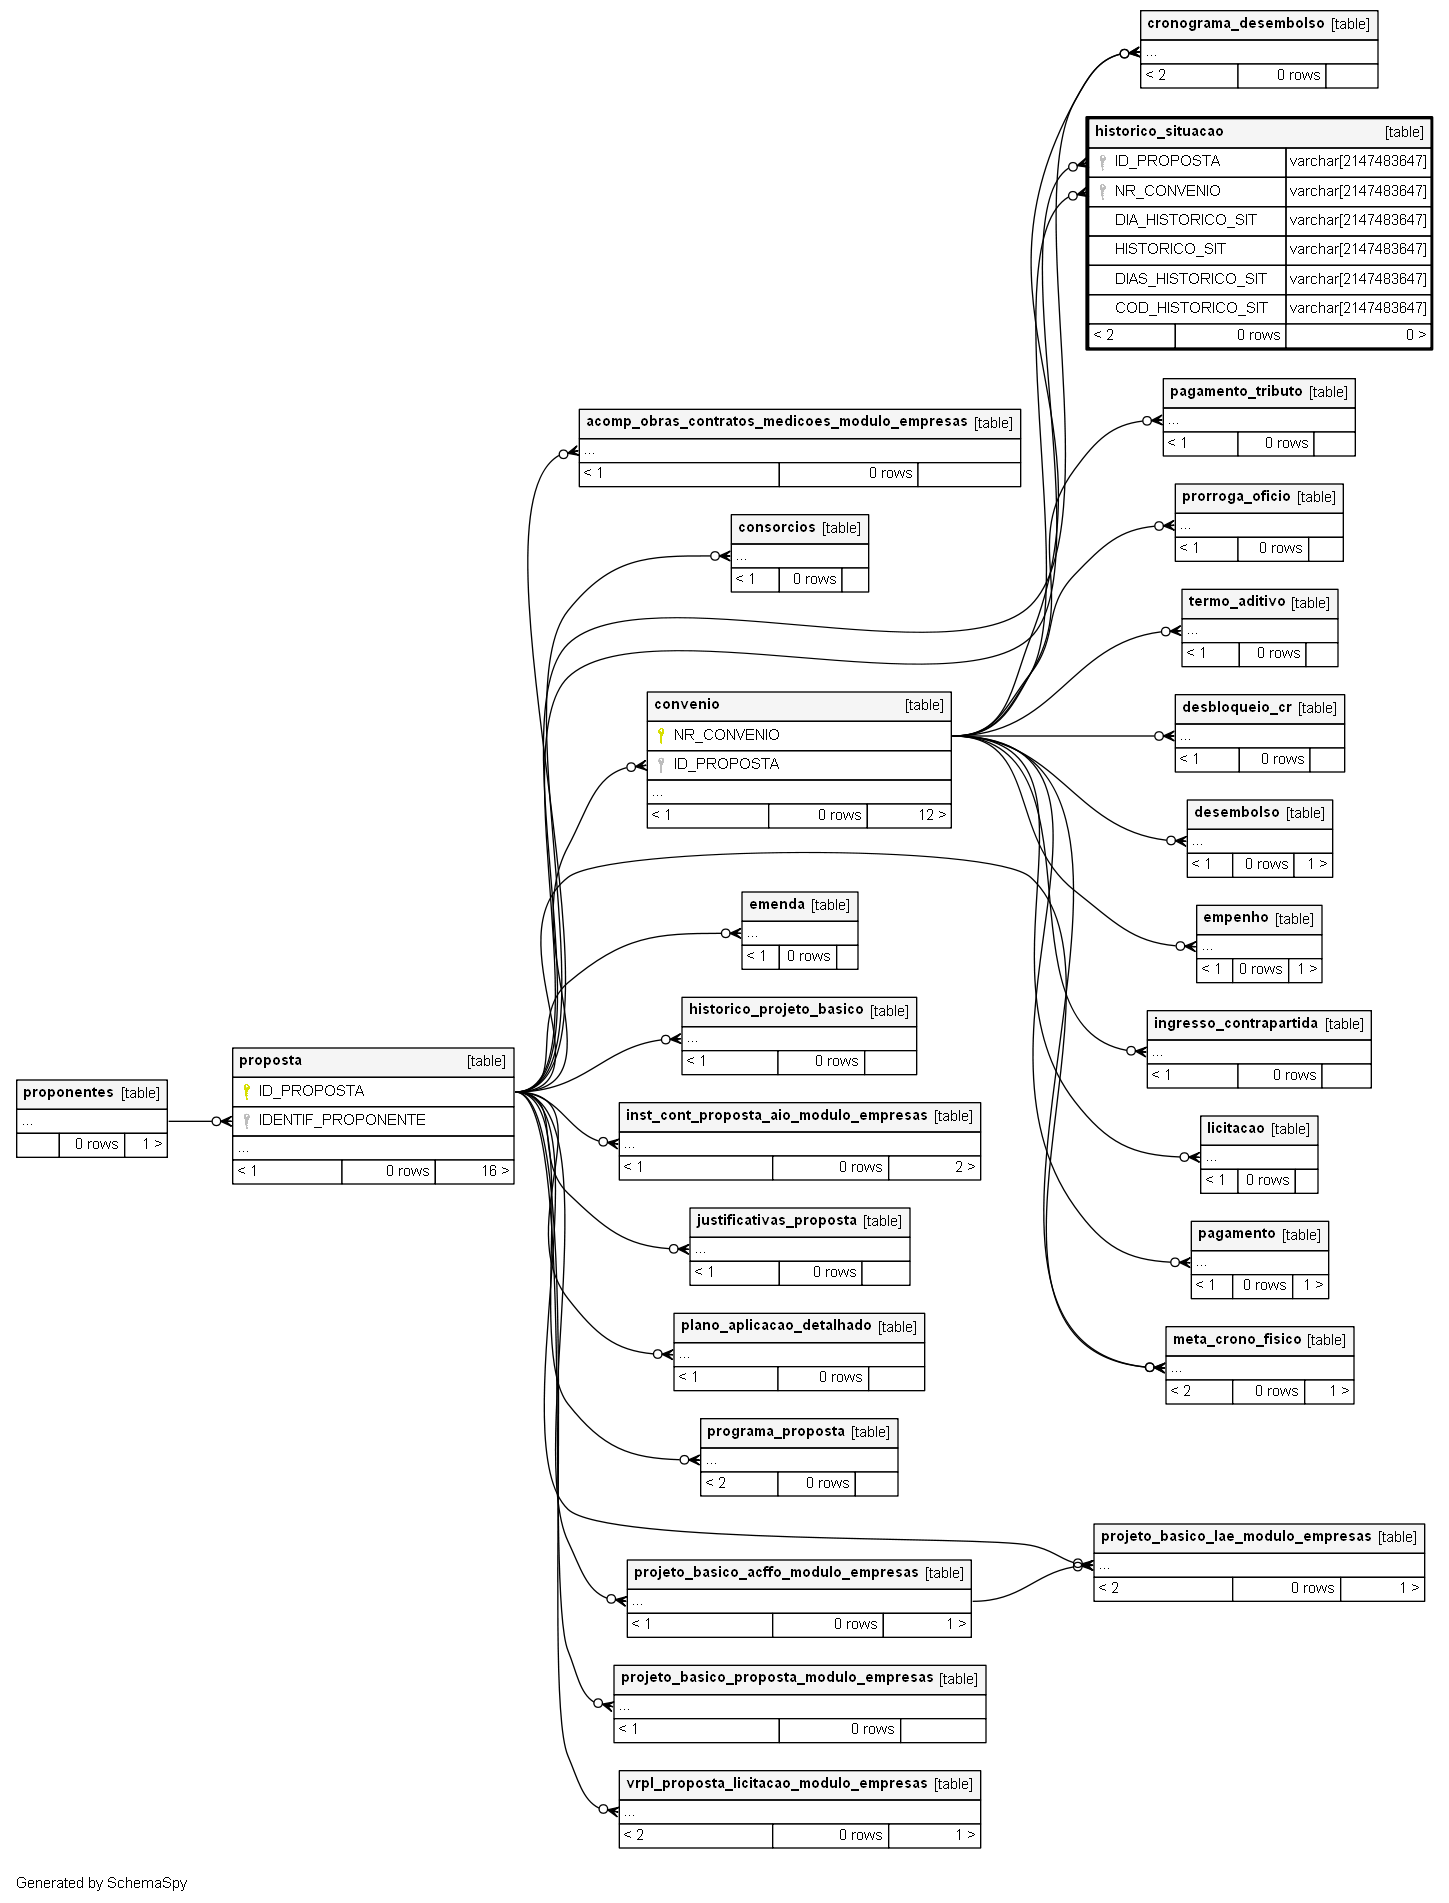 cronograma_desembolso [table]
...
< 2 0 rows
historico_situacao [table]
ID_PROPOSTA varchar[2147483647]
NR_CONVENIO varchar[2147483647]
DIA_HISTORICO_SIT varchar[2147483647]
HISTORICO_SIT varchar[2147483647]
DIAS_HISTORICO_SIT varchar[2147483647]
COD_HISTORICO_SIT varchar[2147483647]
< 2 0 rows 0 >
pagamento_tributo [table]
...
< 1 0 rows
acomp_obras_contratos_medicoes_modulo_empresas [table]
...
< 1 0 rows
prorroga_oficio [table]
...
< 1 0 rows
consorcios [table]
...
< 1 0 rows
termo_aditivo [table]
...
< 1 0 rows
convenio [table]
NR_CONVENIO
ID_PROPOSTA
...
< 1 0 rows 12 >
desbloqueio_cr [table]
...
< 1 0 rows
desembolso [table]
...
< 1 0 rows 1 >
emenda [table]
...
< 1 0 rows
empenho [table]
...
< 1 0 rows 1 >
historico_projeto_basico [table]
...
< 1 0 rows
ingresso_contrapartida [table]
...
< 1 0 rows
proponentes [table]
...
0 rows 1 >
proposta [table]
ID_PROPOSTA
IDENTIF_PROPONENTE
...
< 1 0 rows 16 >
inst_cont_proposta_aio_modulo_empresas [table]
...
< 1 0 rows 2 >
licitacao [table]
...
< 1 0 rows
justificativas_proposta [table]
...
< 1 0 rows
pagamento [table]
...
< 1 0 rows 1 >
plano_aplicacao_detalhado [table]
...
< 1 0 rows
meta_crono_fisico [table]
...
< 2 0 rows 1 >
programa_proposta [table]
...
< 2 0 rows
projeto_basico_lae_modulo_empresas [table]
...
< 2 0 rows 1 >
projeto_basico_acffo_modulo_empresas [table]
...
< 1 0 rows 1 >
projeto_basico_proposta_modulo_empresas [table]
...
< 1 0 rows
vrpl_proposta_licitacao_modulo_empresas [table]
...
< 2 0 rows 1 >
Generated by SchemaSpy